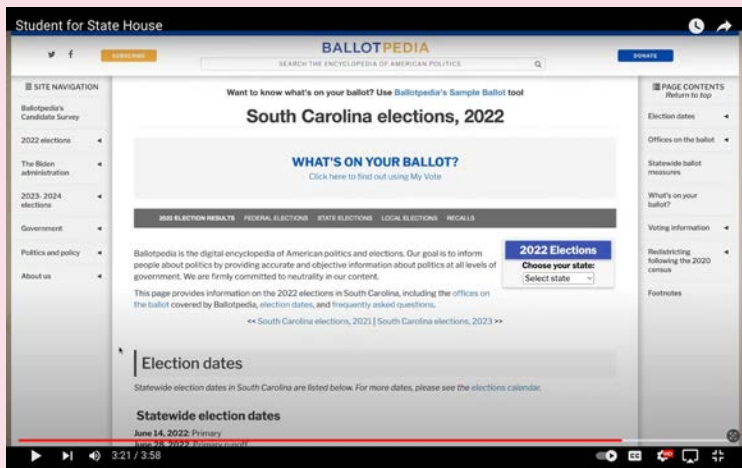 Student for State House
BALLOTPEDIA
SUBSCRIBE
SEARCH THE ENCYCLOPEDIA OF AMERICAN POLITICS
DONATE
SITE NAVIGATION
Ballotpedia's
Candidate Survey
2022 elections
The Biden
administration
2023-2024
elections
Government
Politics and policy
About us
Want to know what's on your ballot? Use Ballotpedia's Sample Ballot tool
South Carolina elections, 2022
WHAT'S ON YOUR BALLOT?
Click here to find out using My Vote
2022 ELECTION RESULTS FEDERAL ELECTIONS STATE ELECTIONS LOCAL ELECTIONS RECALLS
Ballotpedia is the digital encyclopedia of American politics and elections. Our goal is to inform
people about politics by providing accurate and objective information about politics at all levels of
government. We are firmly committed to neutrality in our content.
This page provides information on the 2022 elections in South Carolina, including the offices on
the ballot covered by Ballotpedia, election dates, and frequently asked questions.
<< South Carolina elections, 2021 | South Carolina elections, 2023 >>
2022 Elections
Choose your state:
Select state
Election dates
Statewide election dates in South Carolina are listed below. For more dates, please see the elections calendar.
Statewide election dates
June 14, 2022: Primary
June 28, 2022: Primary runoff
PAGE CONTENTS
Return to top
Election dates
Offices on the ballot
Statewide ballot
measures
What's on your
ballot?
Voting information
Redistricting
following the 2020
census
Footnotes
3:21 / 3:58
CC
HD